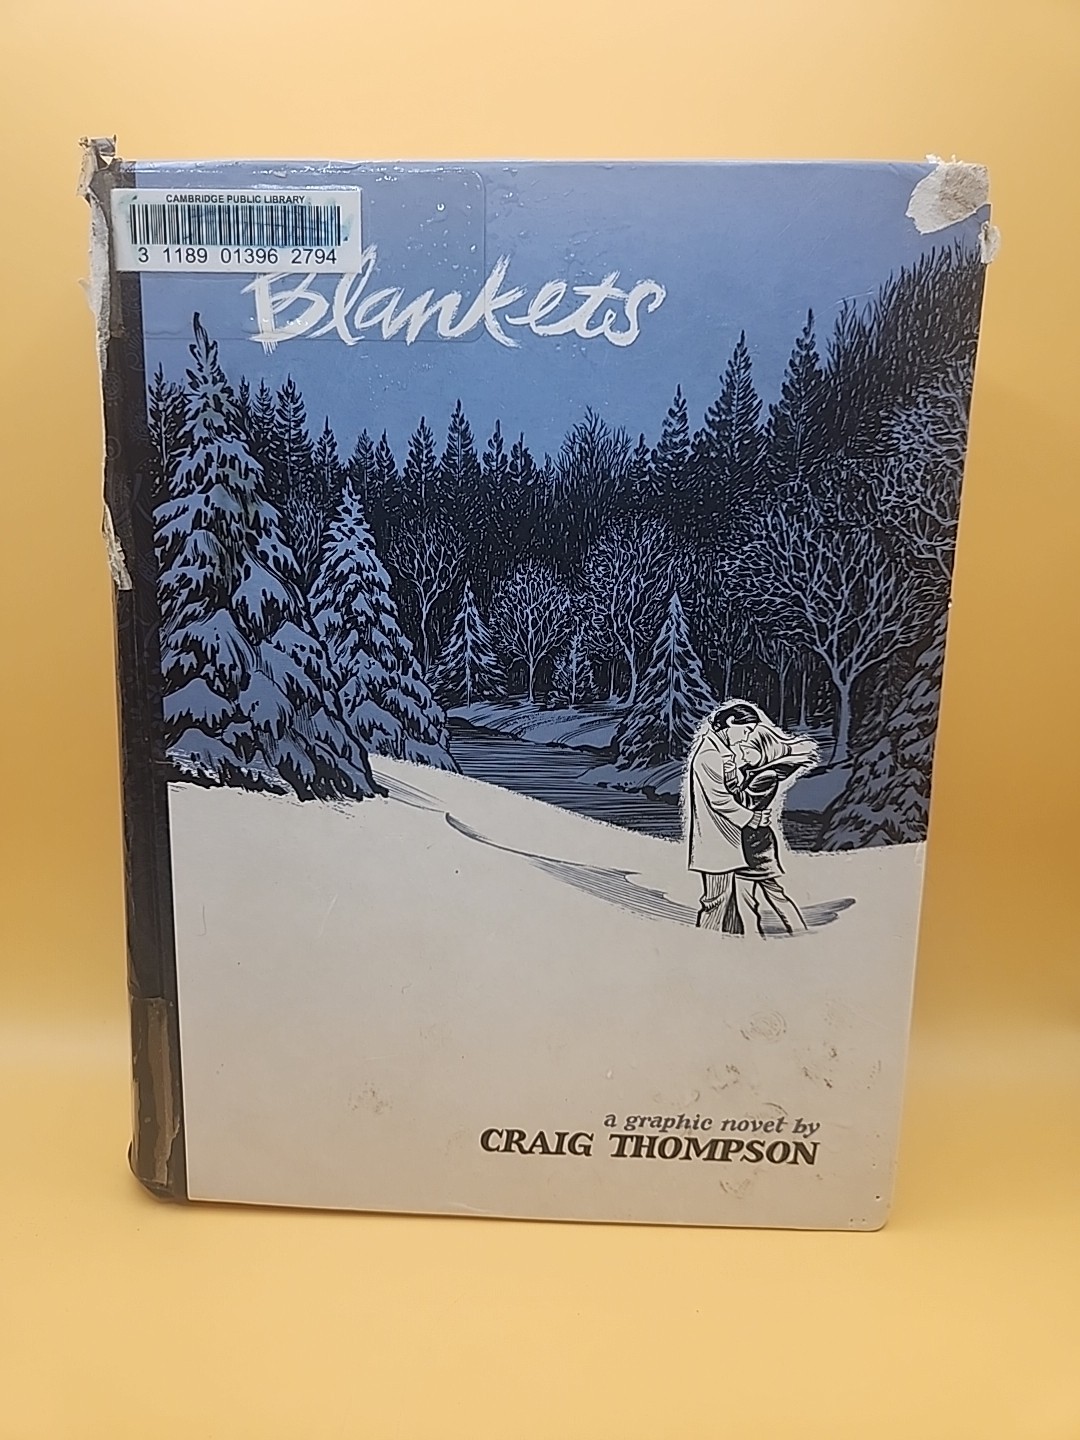 CAMBRIDGE PUBLIC LIBRARY
3 1189 01396 2794
Blankets
a graphic novel by
CRAIG THOMPSON